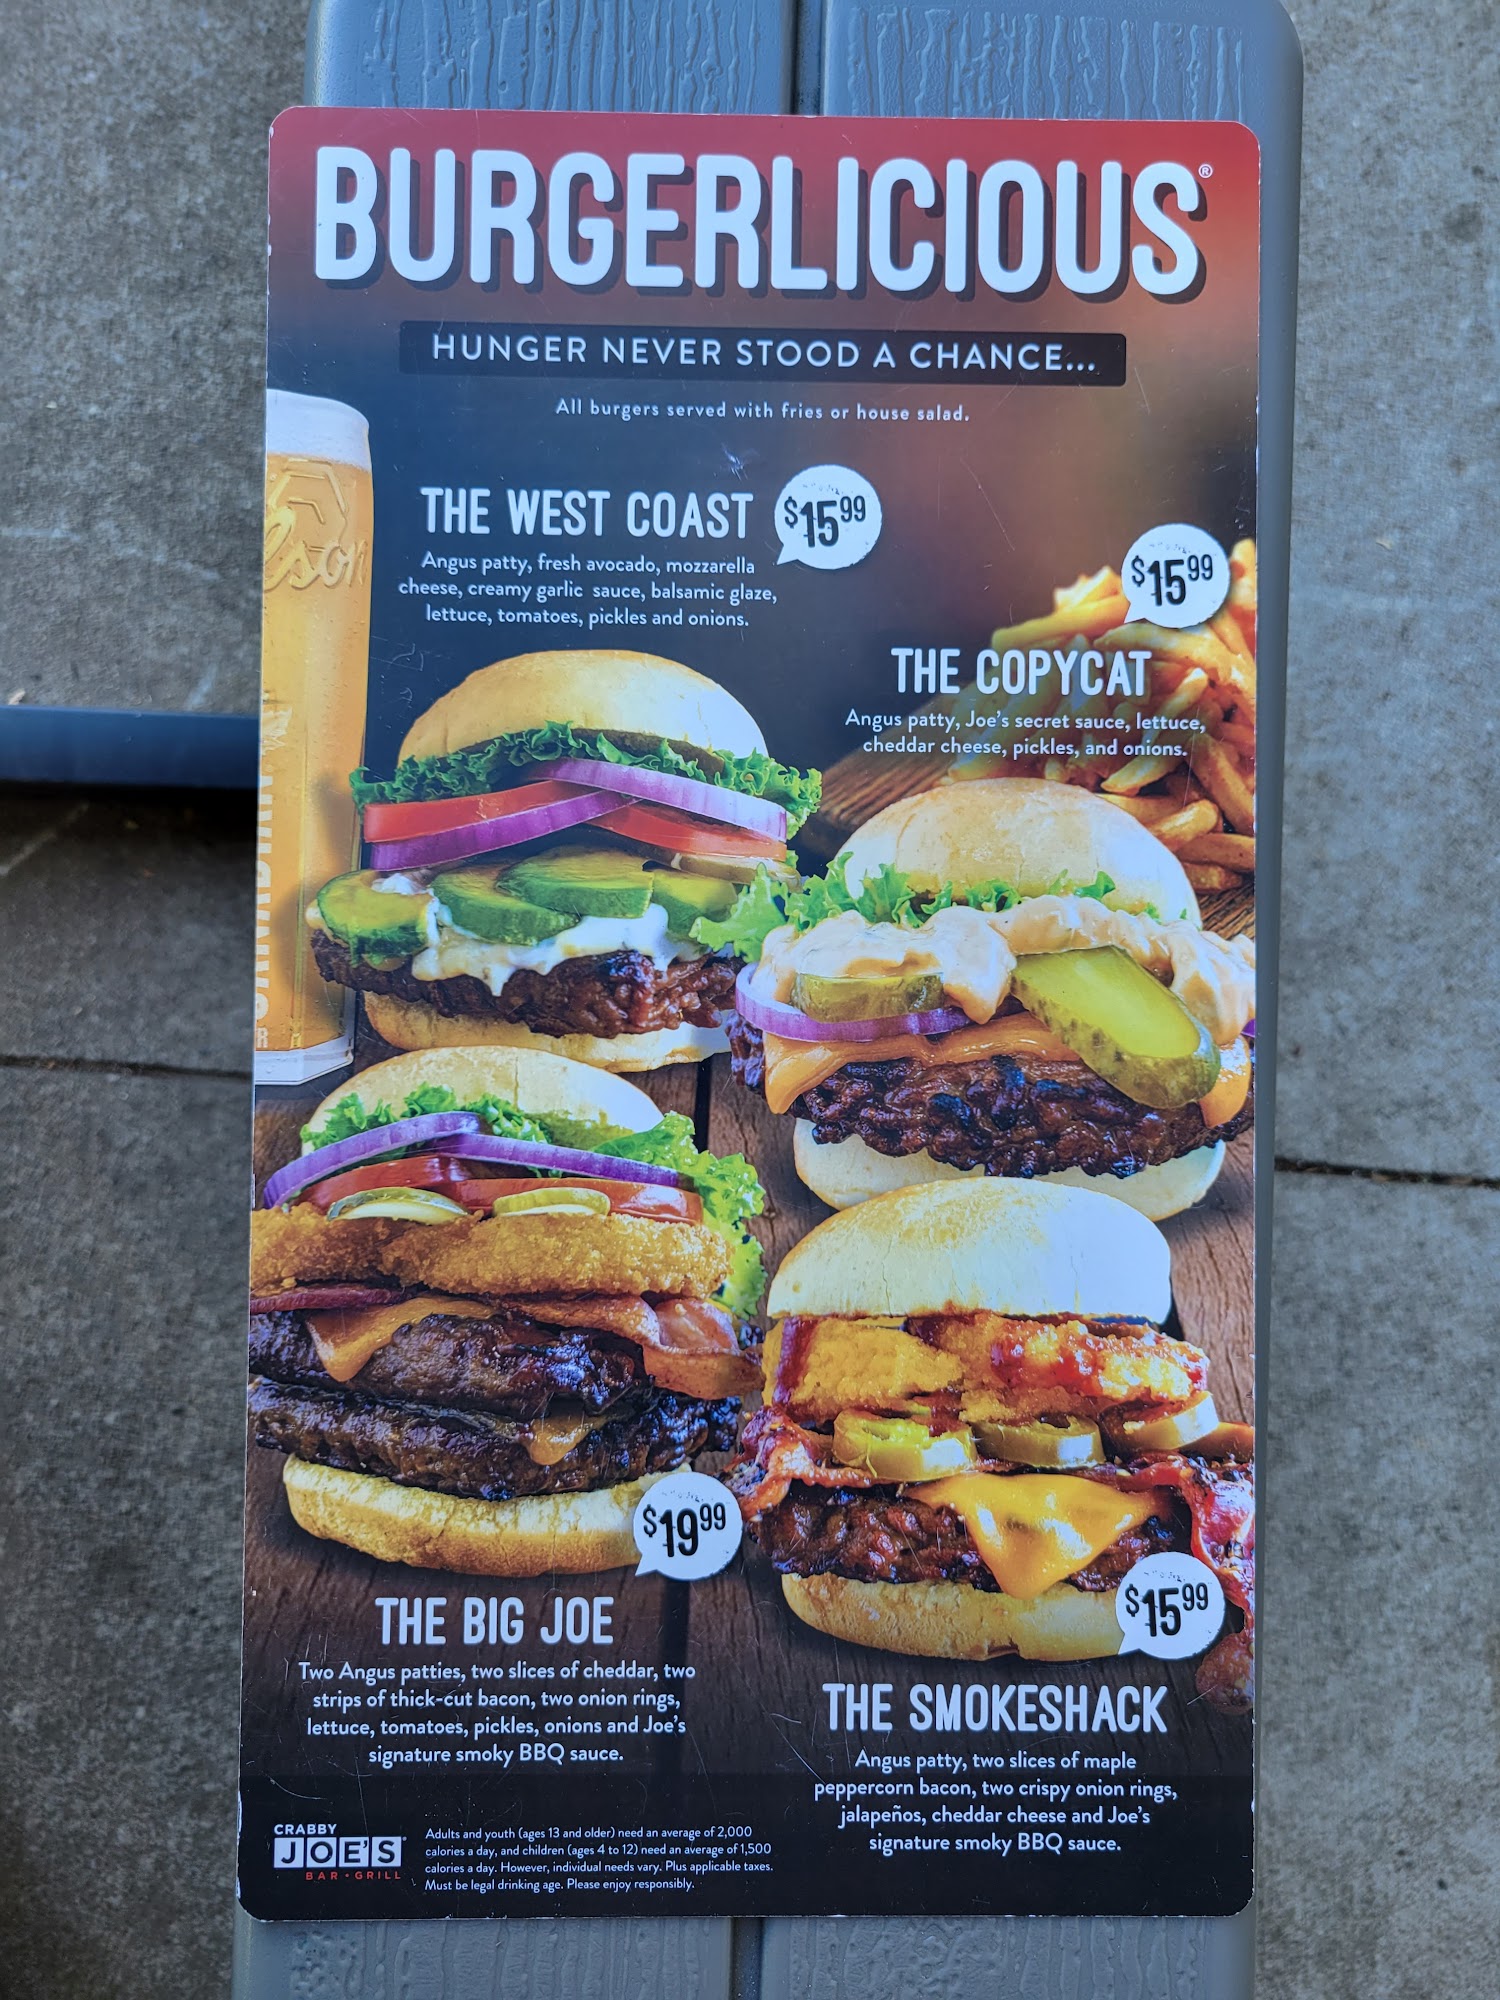 BURGERLICIOUS®
HUNGER NEVER STOOD A CHANCE...
All burgers served with fries or house salad.
THE WEST COAST
$15.99
Angus patty, fresh avocado, mozzarella
cheese, creamy garlic sauce, balsamic glaze,
lettuce, tomatoes, pickles and onions.
$15.99
THE COPYCAT
Angus patty, Joe's secret sauce, lettuce,
cheddar cheese, pickles, and onions.
$19.99
THE BIG JOE
Two Angus patties, two slices of cheddar, two
strips of thick-cut bacon, two onion rings,
lettuce, tomatoes, pickles, onions and Joe's
signature smoky BBQ sauce.
$15.99
THE SMOKESHACK
Angus patty, two slices of maple
peppercorn bacon, two crispy onion rings,
jalapeños, cheddar cheese and Joe's
signature smoky BBQ sauce.
CRABBY
JOE'S
BAR • GRILL
Adults and youth (ages 13 and older) need an average of 2,000
calories a day, and children (ages 4 to 12) need an average of 1,500
calories a day. However, individual needs vary. Plus applicable taxes.
Must be legal drinking age. Please enjoy responsibly.